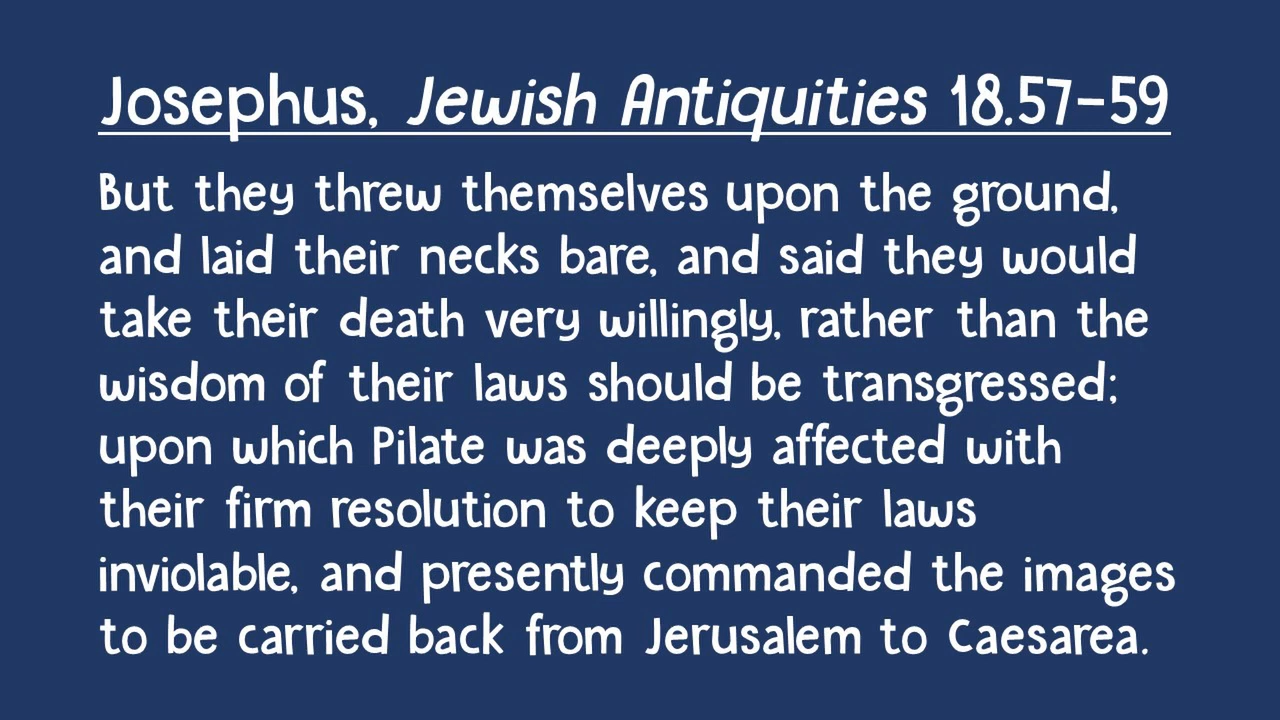 Josephus, Jewish Antiquities 18.57–59
But they threw themselves upon the ground,
and laid their necks bare, and said they would
take their death very willingly, rather than the
wisdom of their laws should be transgressed;
upon which Pilate was deeply affected with
their firm resolution to keep their laws
inviolable, and presently commanded the images
to be carried back from Jerusalem to Caesarea.